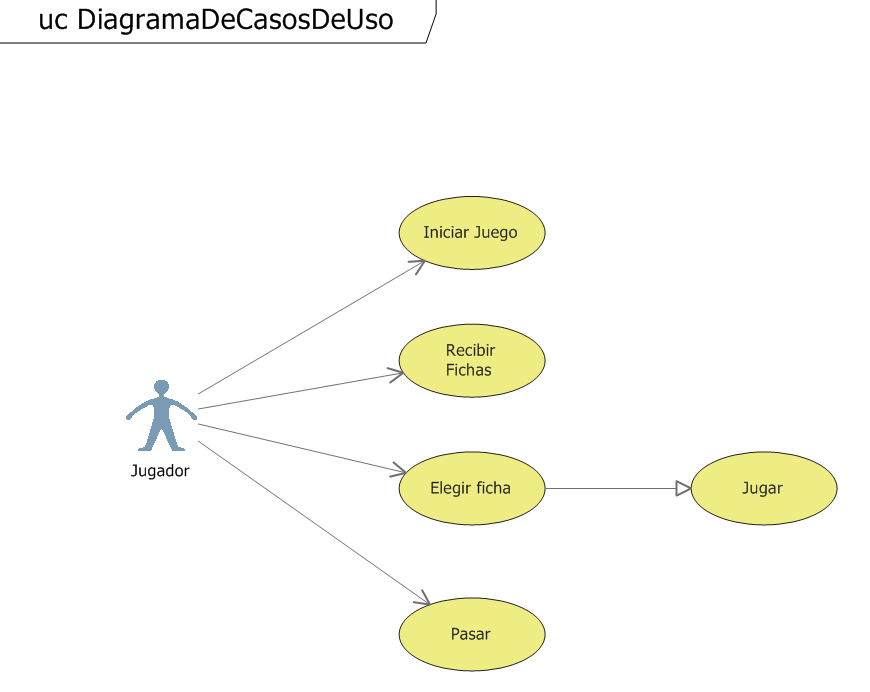 uc DiagramaDeCasosDeUso
Iniciar Juego
Recibir
Fichas
Jugador
Elegir ficha
Jugar
Pasar